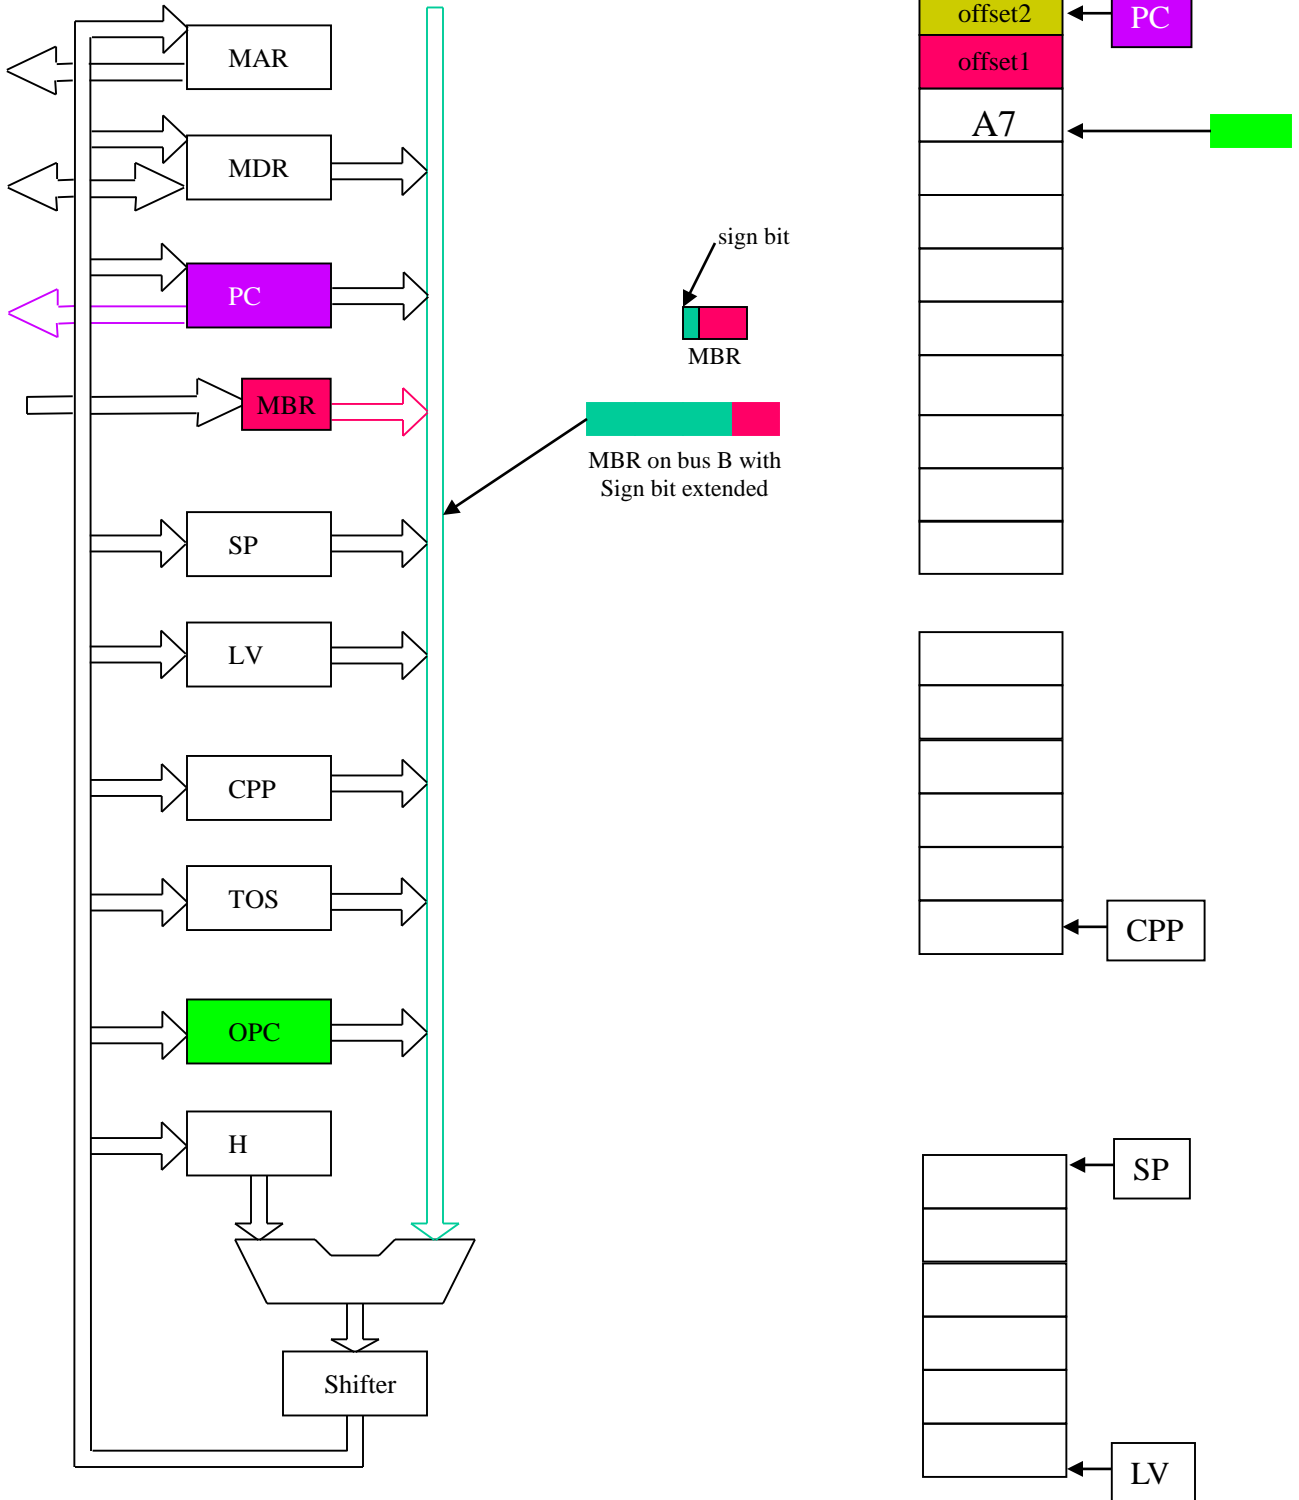 MAR
MDR
PC
MBR
SP
LV
CPP
TOS
OPC
H
Shifter
sign bit
MBR
MBR on bus B with
Sign bit extended
offset2
PC
offset1
A7
CPP
SP
LV